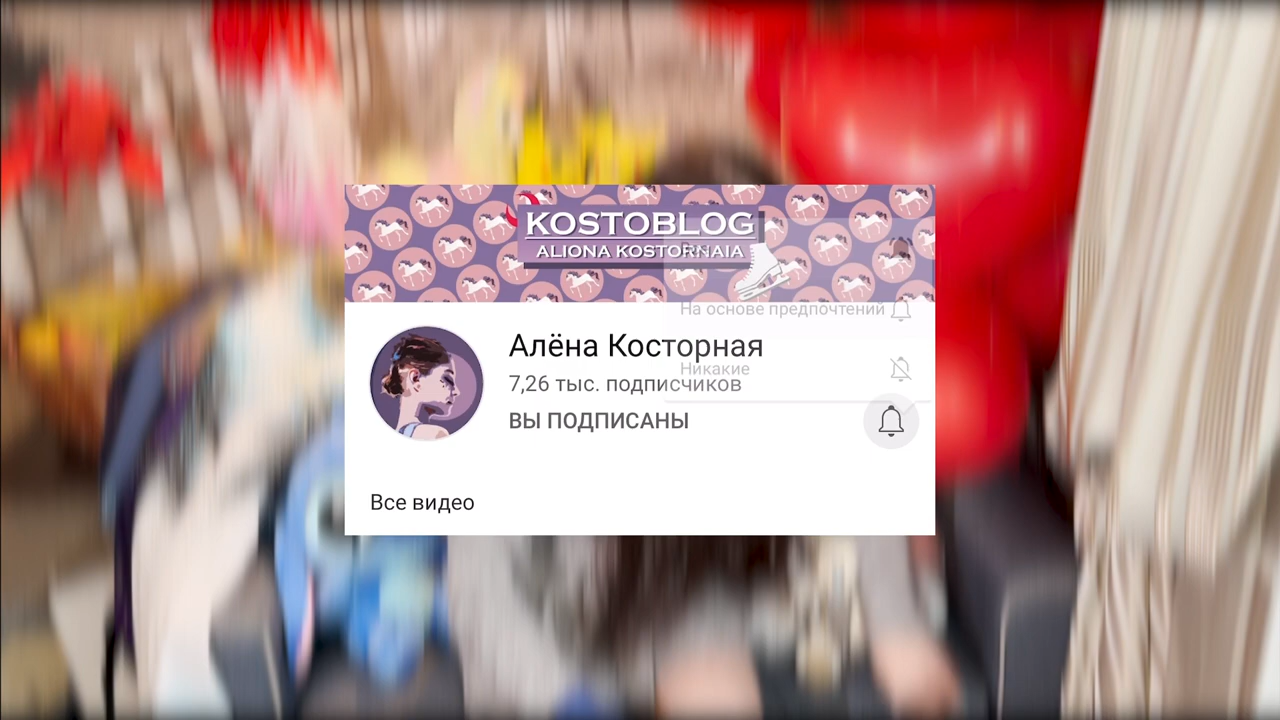 KOSTOBLOG
ALIONA KOSTORNAIA
На основе предпочтений
Алёна Косторная
Никакие
7,26 тыс. подписчиков
ВЫ ПОДПИСАНЫ
Все видео